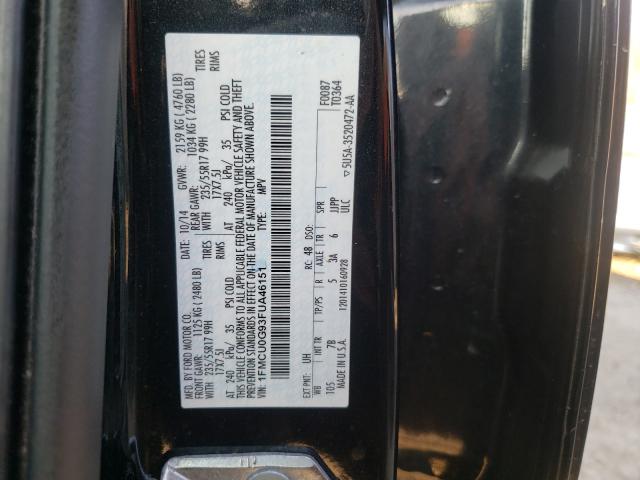 MFD. BY FORD MOTOR CO.
DATE: 10/14 GVWR: 2159 KG ( 4760 LB)
FRONT GAWR: 1125 KG ( 2480 LB) REAR GAWR: 1034 KG ( 2280 LB)
WITH 235/55R17 99H TIRES WITH 235/55R17 99H TIRES
17X7.5J RIMS 17X7.5J RIMS
AT 240 kPa/ 35 PSI COLD AT 240 kPa/ 35 PSI COLD
THIS VEHICLE CONFORMS TO ALL APPLICABLE FEDERAL MOTOR VEHICLE SAFETY AND THEFT
PREVENTION STANDARDS IN EFFECT ON THE DATE OF MANUFACTURE SHOWN ABOVE.
VIN: 1FMCU0G93FUA46151 TYPE: MPV
EXT PNT: UH RC: 48 DSO: F0087
T0364
WB INT TR TP/PS R AXLE TR SPR
105 7B 5 3A 6 JJPP
MADE IN U.S.A. 1201410160928 ULC
▽ 5U5A-3520472-AA